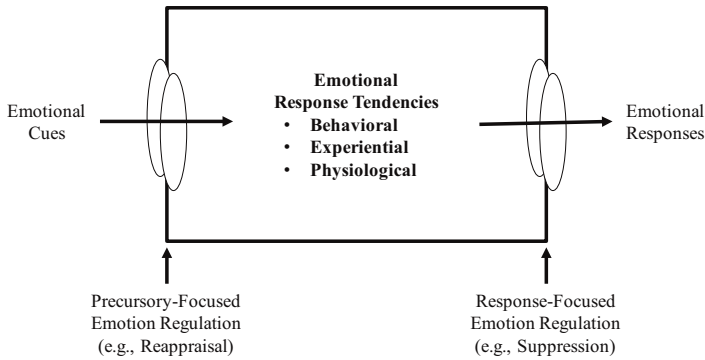 Emotional
Response Tendencies
• Behavioral
• Experiential
• Physiological
Emotional
Cues
Emotional
Responses
Precursory-Focused
Emotion Regulation
(e.g., Reappraisal)
Response-Focused
Emotion Regulation
(e.g., Suppression)